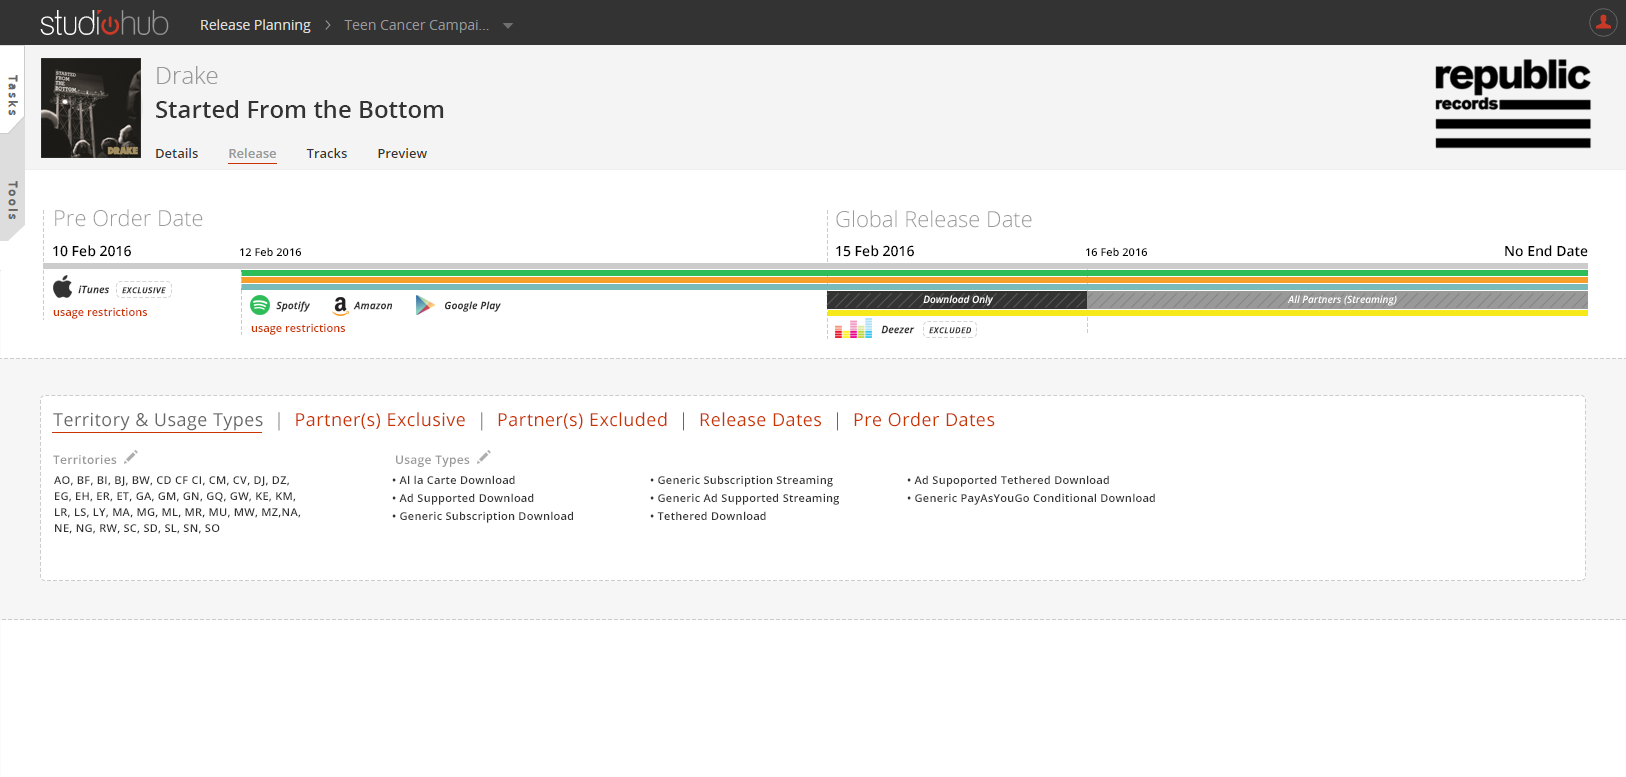 studiohub Release Planning > Teen Cancer Campai...
Tasks
Tools
STARTED
FROM
THE
BOTTOM...
DRAKE
Drake
Started From the Bottom
Details Release Tracks Preview
republic
records
Pre Order Date Global Release Date
10 Feb 2016 12 Feb 2016 15 Feb 2016 16 Feb 2016 No End Date
iTunes EXCLUSIVE
usage restrictions
Download Only All Partners (Streaming)
Spotify Amazon Google Play
usage restrictions
Deezer EXCLUDED
Territory & Usage Types | Partner(s) Exclusive | Partner(s) Excluded | Release Dates | Pre Order Dates
Territories
AO, BF, BI, BJ, BW, CD CF CI, CM, CV, DJ, DZ,
EG, EH, ER, ET, GA, GM, GN, GQ, GW, KE, KM,
LR, LS, LY, MA, MG, ML, MR, MU, MW, MZ,NA,
NE, NG, RW, SC, SD, SL, SN, SO
Usage Types
• Al la Carte Download
• Ad Supported Download
• Generic Subscription Download
• Generic Subscription Streaming
• Generic Ad Supported Streaming
• Tethered Download
• Ad Supoported Tethered Download
• Generic PayAsYouGo Conditional Download